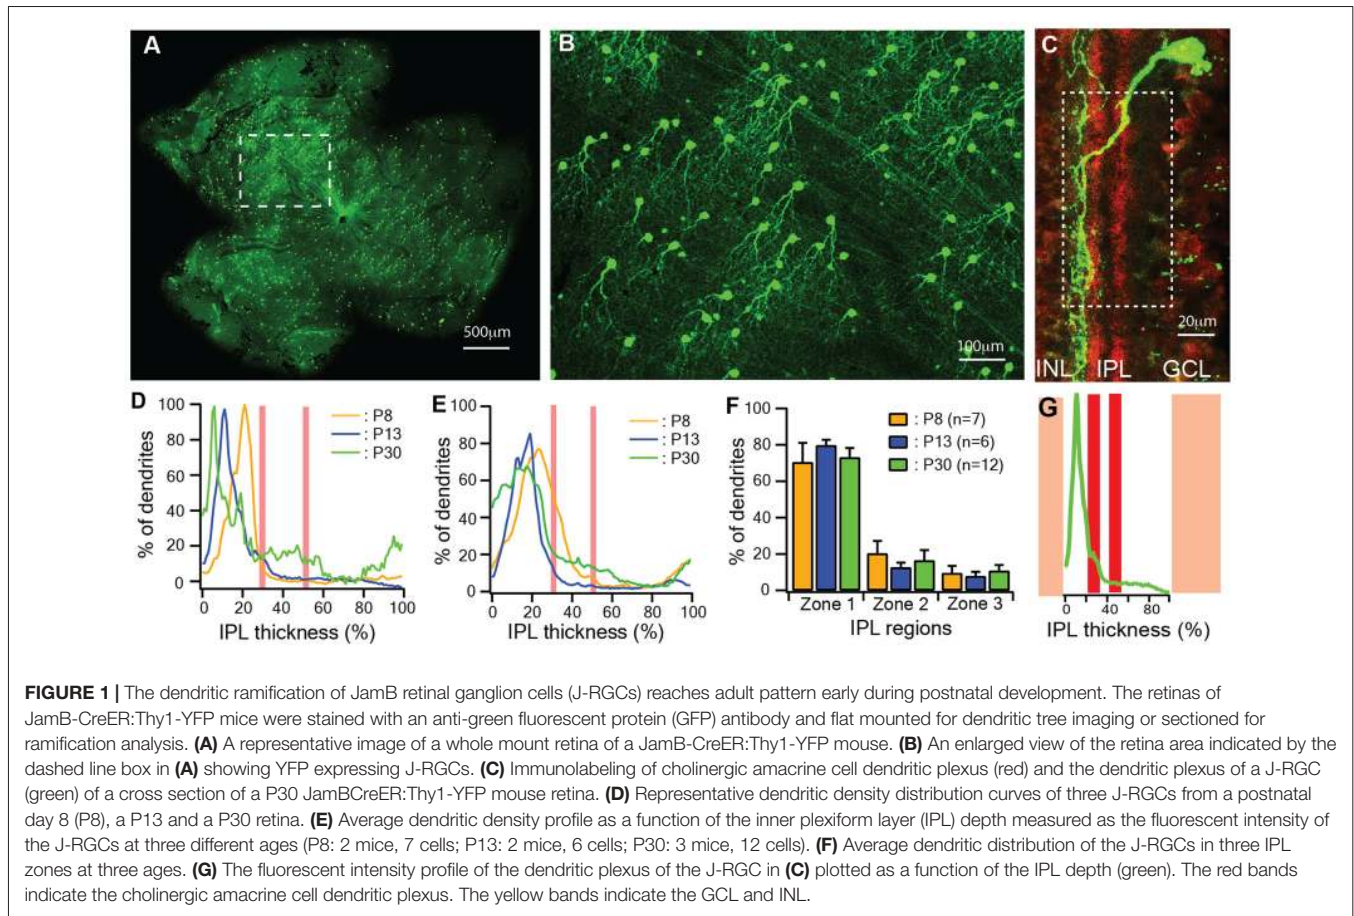 A
500μm
B
100μm
C
20μm
INL IPL GCL
D
% of dendrites
100
80
60
40
20
0
: P8
: P13
: P30
0 20 40 60 80 100
IPL thickness (%)
E
% of dendrites
100
80
60
40
20
0
: P8
: P13
: P30
0 20 40 60 80 100
IPL thickness (%)
F
% of dendrites
100
80
60
40
20
0
: P8 (n=7)
: P13 (n=6)
: P30 (n=12)
Zone 1 Zone 2 Zone 3
IPL regions
G
0 40 80
IPL thickness (%)
FIGURE 1 | The dendritic ramification of JamB retinal ganglion cells (J-RGCs) reaches adult pattern early during postnatal development. The retinas of
JamB-CreER:Thy1-YFP mice were stained with an anti-green fluorescent protein (GFP) antibody and flat mounted for dendritic tree imaging or sectioned for
ramification analysis. (A) A representative image of a whole mount retina of a JamB-CreER:Thy1-YFP mouse. (B) An enlarged view of the retina area indicated by the
dashed line box in (A) showing YFP expressing J-RGCs. (C) Immunolabeling of cholinergic amacrine cell dendritic plexus (red) and the dendritic plexus of a J-RGC
(green) of a cross section of a P30 JamBCreER:Thy1-YFP mouse retina. (D) Representative dendritic density distribution curves of three J-RGCs from a postnatal
day 8 (P8), a P13 and a P30 retina. (E) Average dendritic density profile as a function of the inner plexiform layer (IPL) depth measured as the fluorescent intensity of
the J-RGCs at three different ages (P8: 2 mice, 7 cells; P13: 2 mice, 6 cells; P30: 3 mice, 12 cells). (F) Average dendritic distribution of the J-RGCs in three IPL
zones at three ages. (G) The fluorescent intensity profile of the dendritic plexus of the J-RGC in (C) plotted as a function of the IPL depth (green). The red bands
indicate the cholinergic amacrine cell dendritic plexus. The yellow bands indicate the GCL and INL.